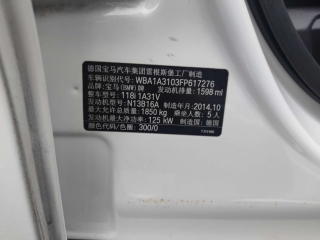 德国宝马汽车集团雷根斯堡工厂制造
车辆识别代号: WBA1A3103FP617276
品牌: 宝马(BMW)牌 发动机排量: 1598 ml
整车型号: 118i 1A31V
发动机型号: N13B16A 制造年月: 2014.10
最大允许总质量: 1850 kg 乘坐人数: 5 人
发动机最大净功率: 125 kW 制造国: 德国
颜色代码/色圈: 300/0